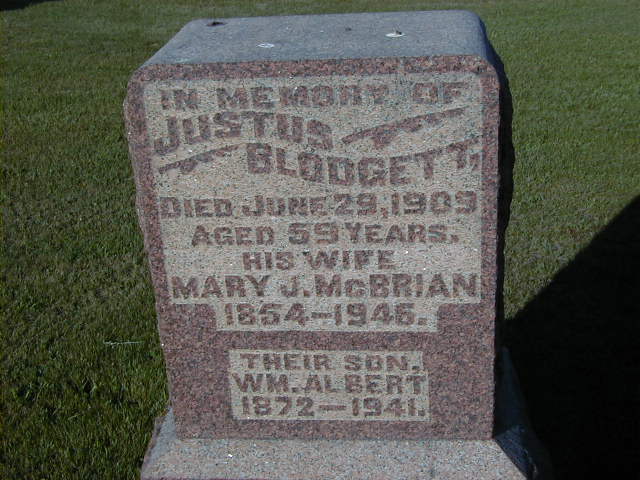 IN MEMORY OF
JUSTUS
BLODGETT,
DIED JUNE 29, 1909
AGED 59 YEARS.
HIS WIFE
MARY J. McBRIAN
1854-1946.
THEIR SON.
WM. ALBERT
1872-1941.